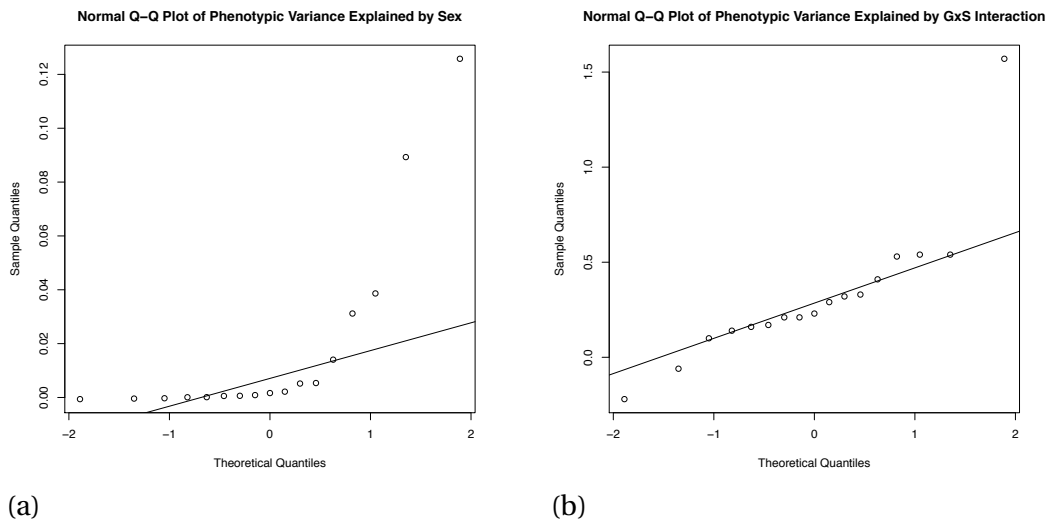 Normal Q−Q Plot of Phenotypic Variance Explained by Sex
0.12
0.10
0.08
0.06
0.04
0.02
0.00
Sample Quantiles
−2 −1 0 1 2
Theoretical Quantiles
(a)
Normal Q−Q Plot of Phenotypic Variance Explained by GxS Interaction
1.5
1.0
0.5
0.0
Sample Quantiles
−2 −1 0 1 2
Theoretical Quantiles
(b)